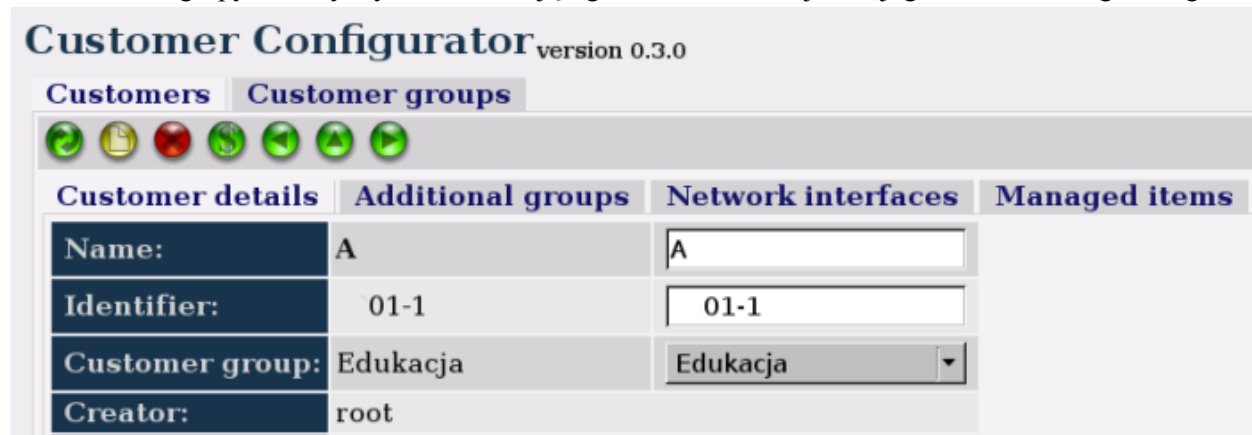 Customer Configurator version 0.3.0
Customers Customer groups
Customer details Additional groups Network interfaces Managed items
Name: A A
Identifier: 01-1 01-1
Customer group: Edukacja Edukacja
Creator: root